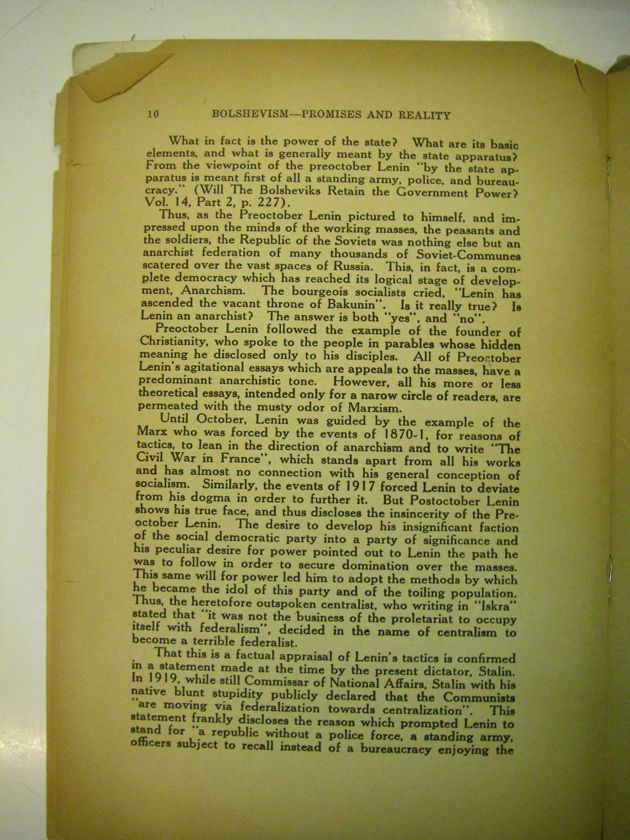 10 BOLSHEVISM—PROMISES AND REALITY
What in fact is the power of the state? What are its basic
elements, and what is generally meant by the state apparatus?
From the viewpoint of the preoctober Lenin "by the state ap-
paratus is meant first of all a standing army, police, and bureau-
cracy." (Will The Bolsheviks Retain the Government Power?
Vol. 14, Part 2, p. 227).
Thus, as the Preoctober Lenin pictured to himself, and im-
pressed upon the minds of the working masses, the peasants and
the soldiers, the Republic of the Soviets was nothing else but an
anarchist federation of many thousands of Soviet-Communes
scatered over the vast spaces of Russia. This, in fact, is a com-
plete democracy which has reached its logical stage of develop-
ment, Anarchism. The bourgeois socialists cried, "Lenin has
ascended the vacant throne of Bakunin". Is it really true? Is
Lenin an anarchist? The answer is both "yes", and "no".
Preoctober Lenin followed the example of the founder of
Christianity, who spoke to the people in parables whose hidden
meaning he disclosed only to his disciples. All of Preoctober
Lenin's agitational essays which are appeals to the masses, have a
predominant anarchistic tone. However, all his more or less
theoretical essays, intended only for a narow circle of readers, are
permeated with the musty odor of Marxism.
Until October, Lenin was guided by the example of the
Marx who was forced by the events of 1870-1, for reasons of
tactics, to lean in the direction of anarchism and to write "The
Civil War in France", which stands apart from all his works
and has almost no connection with his general conception of
socialism. Similarly, the events of 1917 forced Lenin to deviate
from his dogma in order to further it. But Postoctober Lenin
shows his true face, and thus discloses the insincerity of the Pre-
october Lenin. The desire to develop his insignificant faction
of the social democratic party into a party of significance and
his peculiar desire for power pointed out to Lenin the path he
was to follow in order to secure domination over the masses.
This same will for power led him to adopt the methods by which
he became the idol of this party and of the toiling population.
Thus, the heretofore outspoken centralist, who writing in "Iskra"
stated that "it was not the business of the proletariat to occupy
itself with federalism", decided in the name of centralism to
become a terrible federalist.
That this is a factual appraisal of Lenin's tactics is confirmed
in a statement made at the time by the present dictator, Stalin.
In 1919, while still Commissar of National Affairs, Stalin with his
native blunt stupidity publicly declared that the Communists
"are moving via federalization towards centralization". This
statement frankly discloses the reason which prompted Lenin to
stand for "a republic without a police force, a standing army,
officers subject to recall instead of a bureaucracy enjoying the